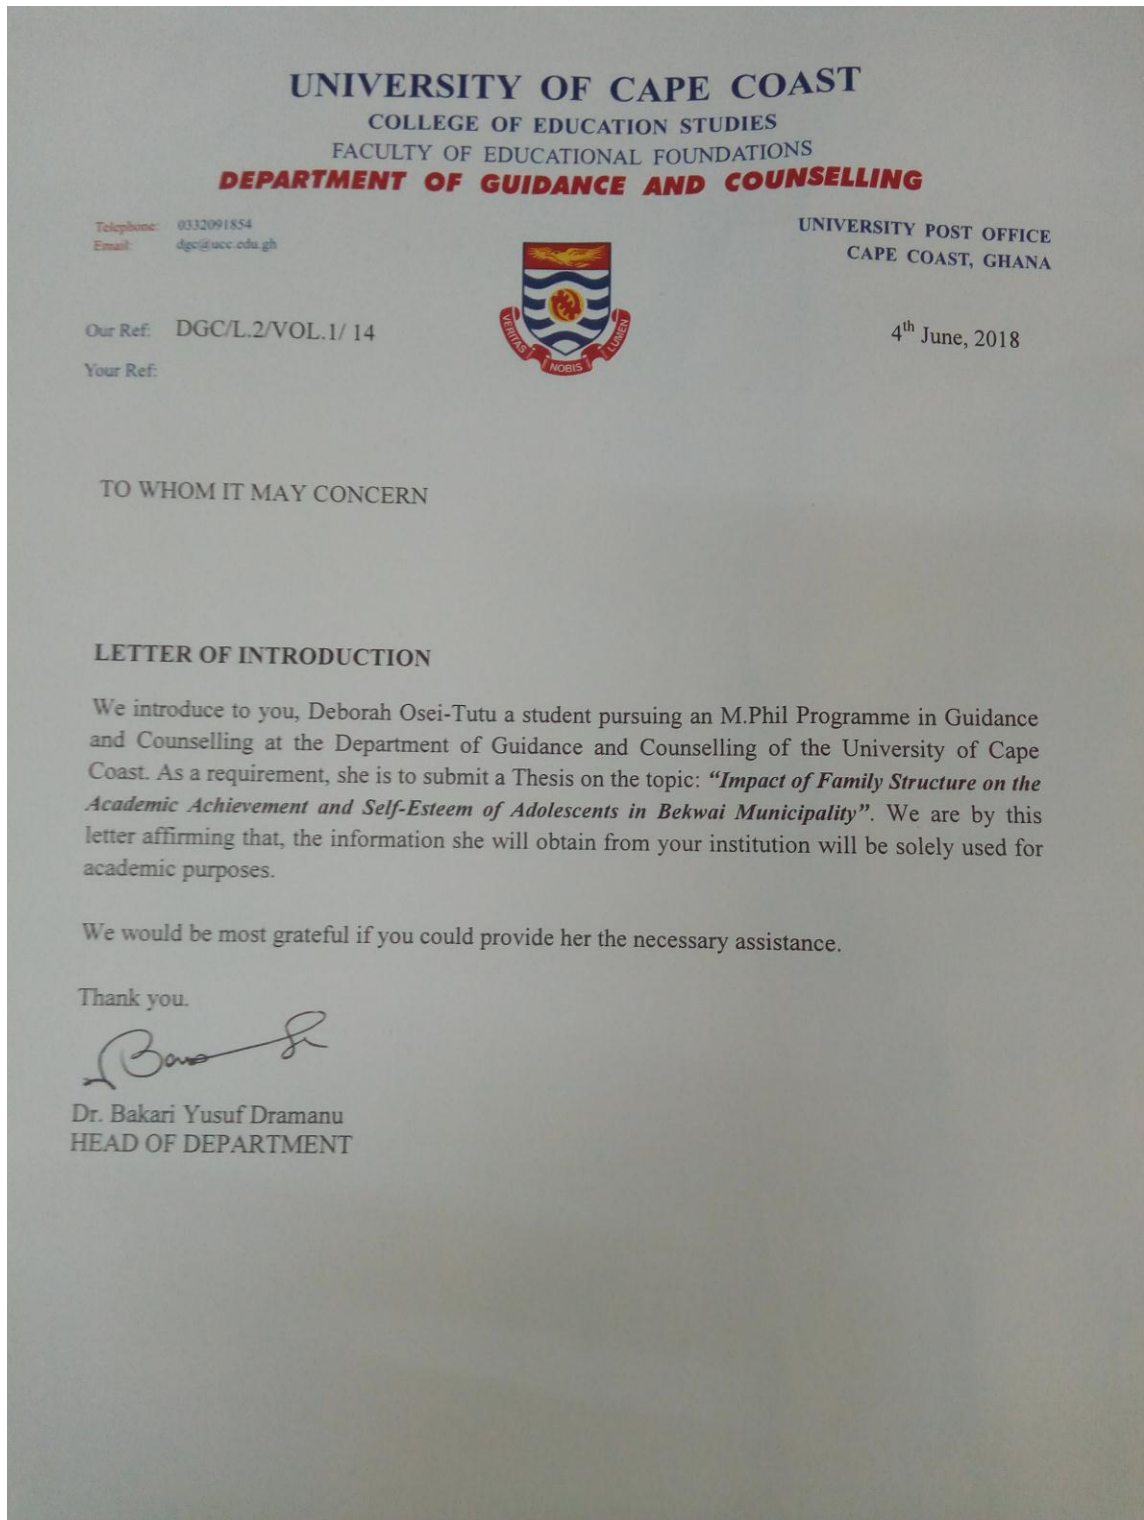 UNIVERSITY OF CAPE COAST
COLLEGE OF EDUCATION STUDIES
FACULTY OF EDUCATIONAL FOUNDATIONS
DEPARTMENT OF GUIDANCE AND COUNSELLING
Telephone: 0332091854
Email: dgc@ucc.edu.gh
UNIVERSITY POST OFFICE
CAPE COAST, GHANA
VERITAS NOBIS LUMEN
Our Ref: DGC/L.2/VOL.1/ 14
4th June, 2018
Your Ref:
TO WHOM IT MAY CONCERN
LETTER OF INTRODUCTION
We introduce to you, Deborah Osei-Tutu a student pursuing an M.Phil Programme in Guidance
and Counselling at the Department of Guidance and Counselling of the University of Cape
Coast. As a requirement, she is to submit a Thesis on the topic: “Impact of Family Structure on the
Academic Achievement and Self-Esteem of Adolescents in Bekwai Municipality”. We are by this
letter affirming that, the information she will obtain from your institution will be solely used for
academic purposes.
We would be most grateful if you could provide her the necessary assistance.
Thank you.
Dr. Bakari Yusuf Dramanu
HEAD OF DEPARTMENT